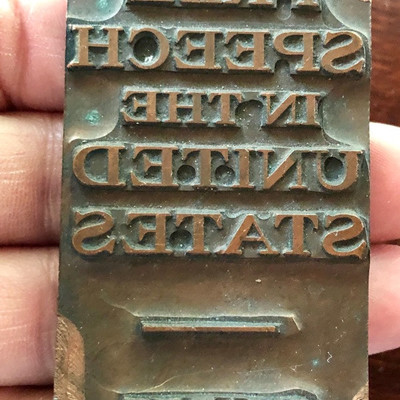 SPEECH
IN THE
UNITED
STATES